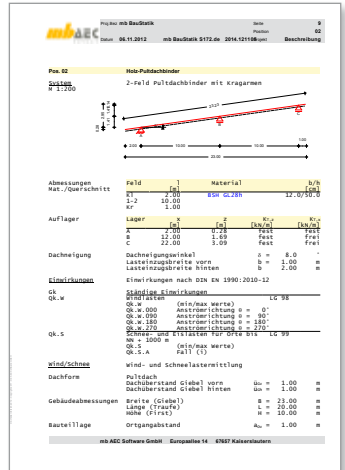 mb AEC
Proj.Bez mb BauStatik Seite 9
Position 02
Datum 06.11.2012 mb BauStatik S172.de 2014.121108 Projekt Beschreibung
Pos. 02 Holz-Pultdachbinder
System 2-Feld Pultdachbinder mit Kragarmen
M 1:200
23.23
2.00 10.00 10.00 1.00
23.00
Abmessungen Feld l Material b/h
Mat./Querschnitt [m] [cm]
Kl 2.00 BSH GL28h 12.0/50.0
1-2 10.00
Kr 1.00
Auflager Lager x z
[m] [m] [kN/m] [kN/m]
A 2.00 0.28 fest fest
B 12.00 1.69 fest frei
C 22.00 3.09 fest frei
Dachneigung Dachneigungswinkel δ = 8.0 °
Lasteinzugsbreite vorn b = 1.00 m
Lasteinzugsbreite hinten b = 2.00 m
Einwirkungen Einwirkungen nach DIN EN 1990:2010-12
Gk Ständige Einwirkungen
Qk.W Windlasten LG 98
Qk.W (min/max Werte)
Qk.W.000 Anströmrichtung θ = 0°
Qk.W.090 Anströmrichtung θ = 90°
Qk.W.180 Anströmrichtung θ = 180°
Qk.W.270 Anströmrichtung θ = 270°
Qk.S Schnee- und Eislasten für Orte bis LG 99
NN + 1000 m
Qk.S (min/max Werte)
Qk.S.A Fall (i)
Wind/Schnee Wind- und Schneelastermittlung
Dachform Pultdach
Dachüberstand Giebel vorn = 1.00 m
Dachüberstand Giebel hinten = 1.00 m
Gebäudeabmessungen Breite (Giebel) B = 23.00 m
Länge (Traufe) L = 20.00 m
Höhe (First) H = 10.00 m
Bauteillage Ortgangabstand = 1.00 m
mb AEC Software GmbH Europaallee 14 67657 Kaiserslautern